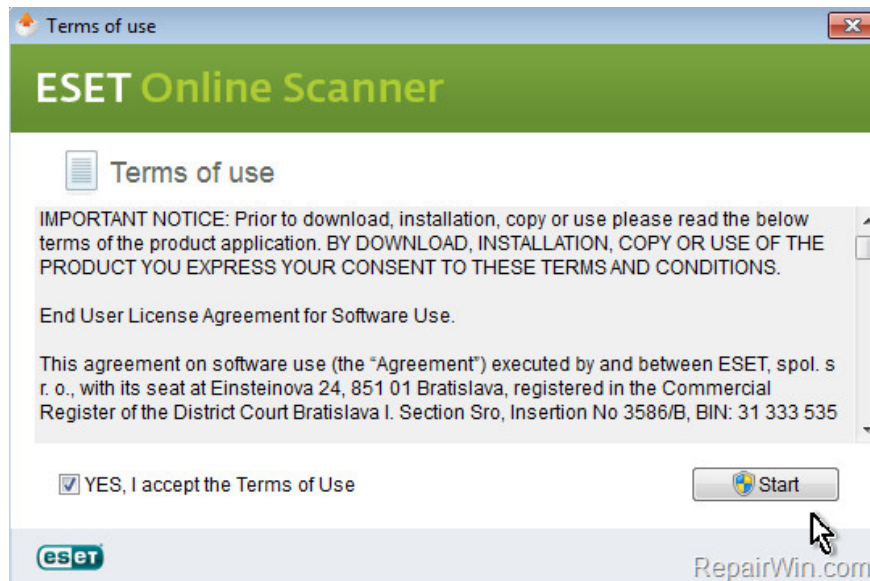 Terms of use
ESET Online Scanner
Terms of use
IMPORTANT NOTICE: Prior to download, installation, copy or use please read the below
terms of the product application. BY DOWNLOAD, INSTALLATION, COPY OR USE OF THE
PRODUCT YOU EXPRESS YOUR CONSENT TO THESE TERMS AND CONDITIONS.
End User License Agreement for Software Use.
This agreement on software use (the “Agreement”) executed by and between ESET, spol. s
r. o., with its seat at Einsteinova 24, 851 01 Bratislava, registered in the Commercial
Register of the District Court Bratislava I. Section Sro, Insertion No 3586/B, BIN: 31 333 535
YES, I accept the Terms of Use
Start
eseT
RepairWin.com